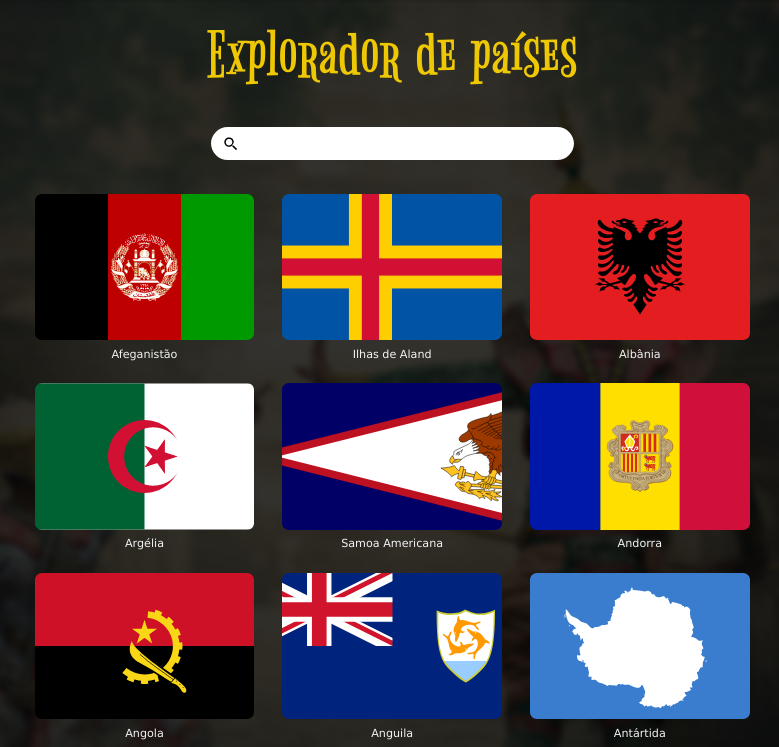 Explorador de países
Afeganistão
Ilhas de Aland
Albânia
Argélia
Samoa Americana
Andorra
Angola
Anguila
Antártida